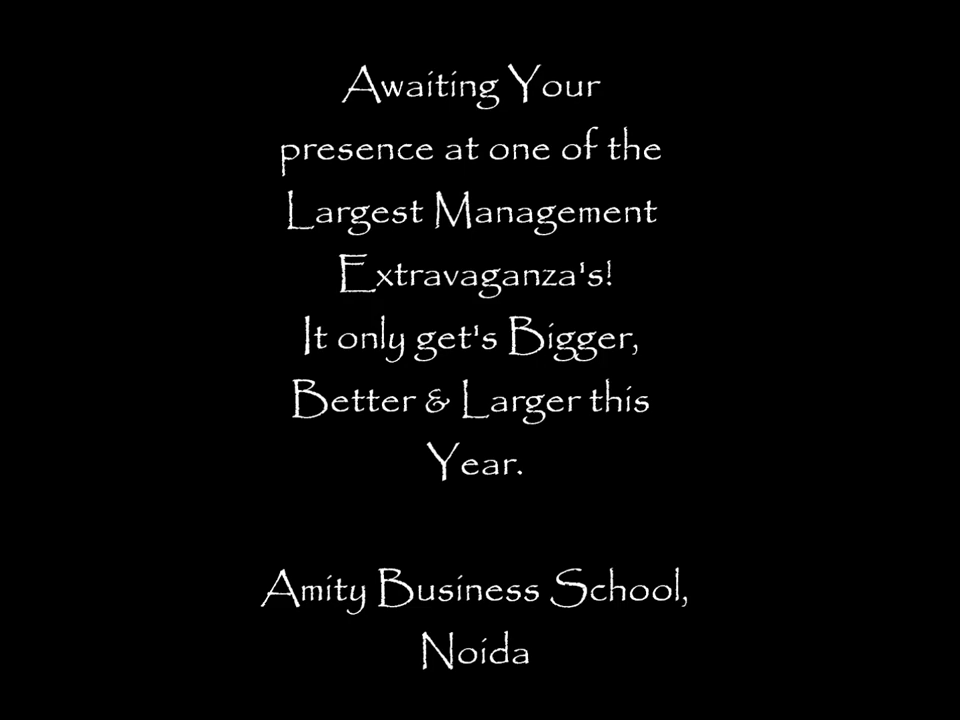 Awaiting Your
presence at one of the
Largest Management
Extravaganza's!
It only get's Bigger,
Better & Larger this
Year.
Amity Business School,
Noida